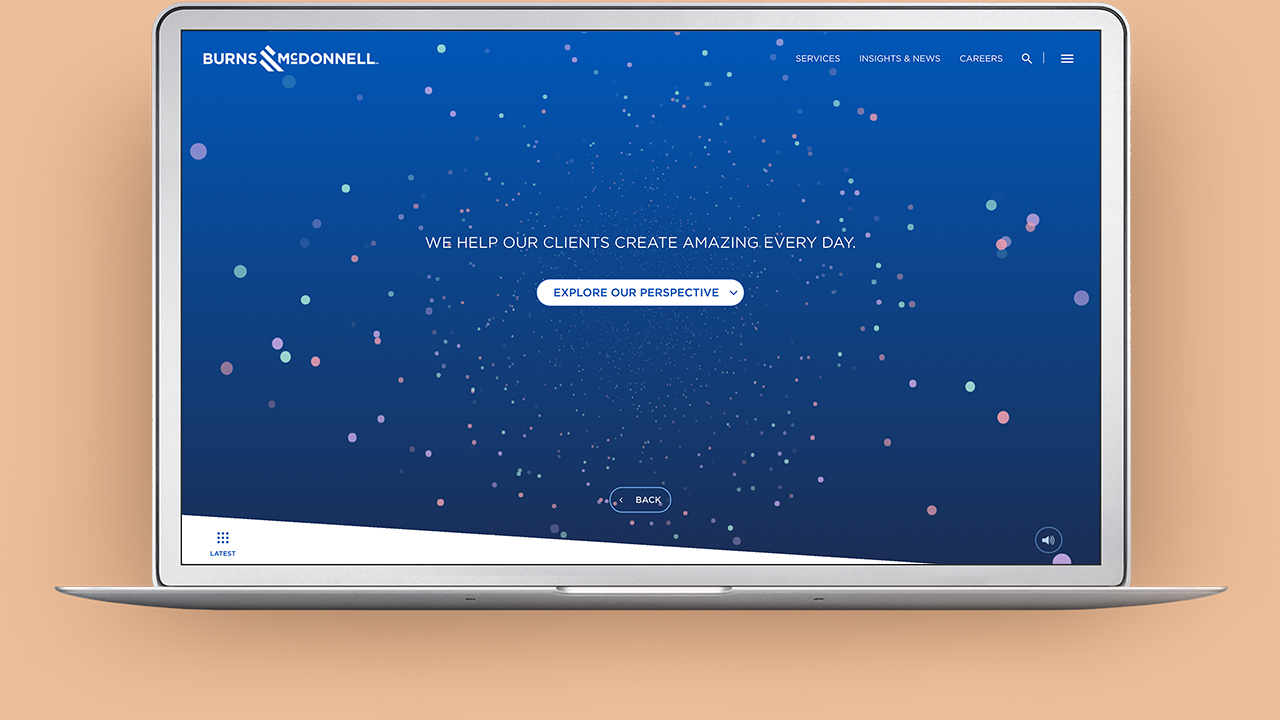 BURNS McDONNELL
SERVICES
INSIGHTS & NEWS
CAREERS
WE HELP OUR CLIENTS CREATE AMAZING EVERY DAY.
EXPLORE OUR PERSPECTIVE
BACK
LATEST